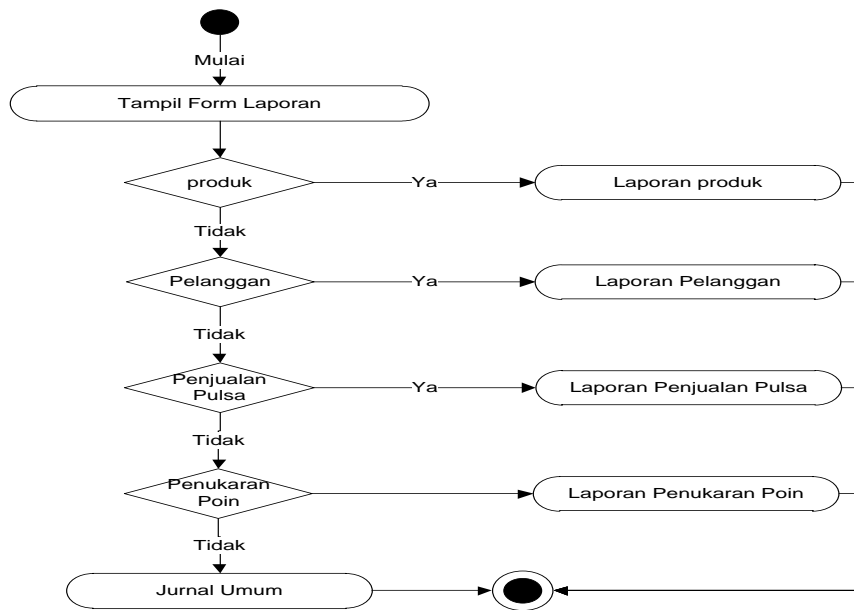 Mulai
Tampil Form Laporan
produk
Ya
Laporan produk
Tidak
Pelanggan
Ya
Laporan Pelanggan
Tidak
Penjualan
Pulsa
Ya
Laporan Penjualan Pulsa
Tidak
Penukaran
Poin
Laporan Penukaran Poin
Tidak
Jurnal Umum